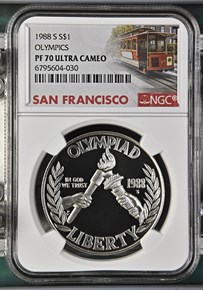 1988 S S$1
OLYMPICS
PF 70 ULTRA CAMEO
6795604-030
SAN FRANCISCO
NGC
OLYMPIAD
IN GOD
WE TRUST
1988
S
LIBERTY